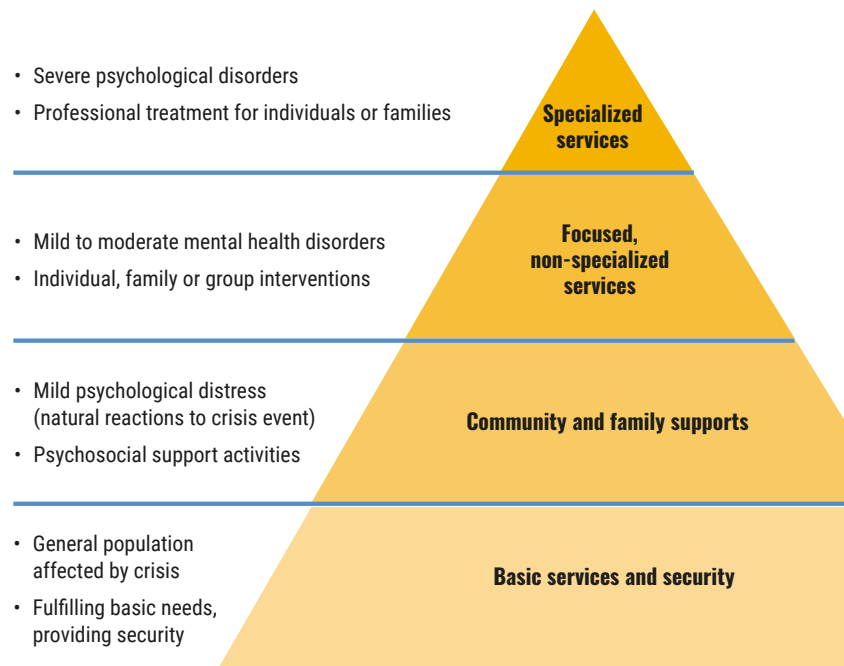 • Severe psychological disorders
• Professional treatment for individuals or families
Specialized
services
• Mild to moderate mental health disorders
• Individual, family or group interventions
Focused,
non-specialized
services
• Mild psychological distress
(natural reactions to crisis event)
• Psychosocial support activities
Community and family supports
• General population
affected by crisis
• Fulfilling basic needs,
providing security
Basic services and security